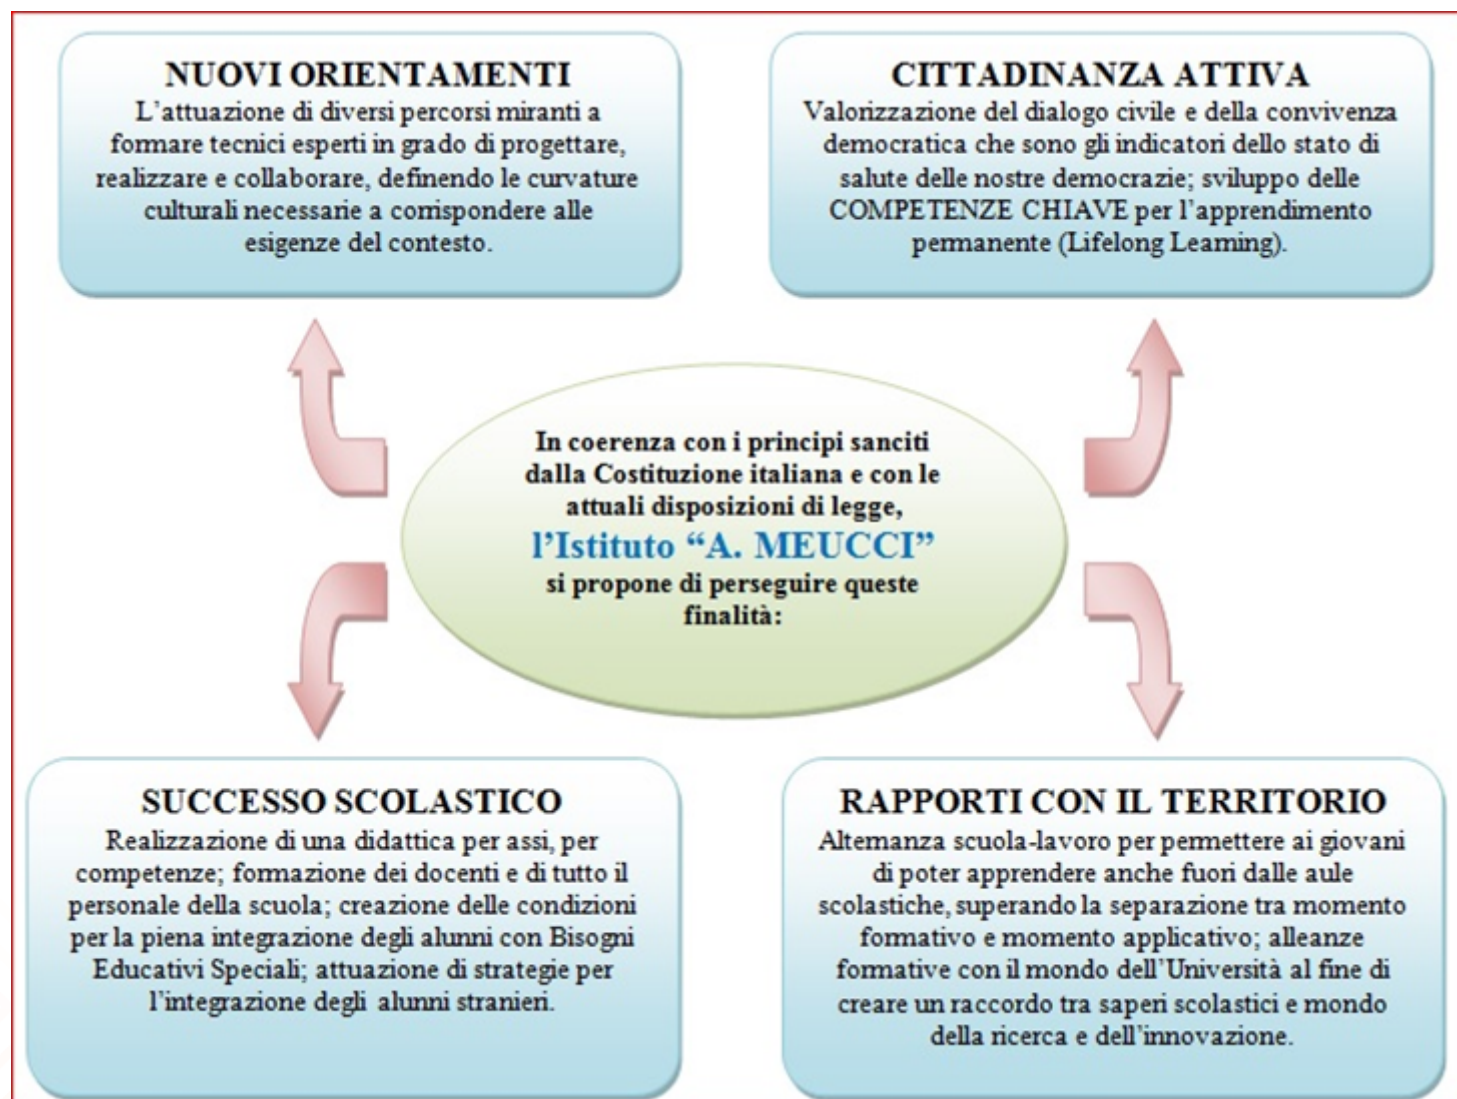 NUOVI ORIENTAMENTI
L’attuazione di diversi percorsi miranti a
formare tecnici esperti in grado di progettare,
realizzare e collaborare, definendo le curvature
culturali necessarie a corrispondere alle
esigenze del contesto.
CITTADINANZA ATTIVA
Valorizzazione del dialogo civile e della convivenza
democratica che sono gli indicatori dello stato di
salute delle nostre democrazie; sviluppo delle
COMPETENZE CHIAVE per l’apprendimento
permanente (Lifelong Learning).
In coerenza con i principi sanciti
dalla Costituzione italiana e con le
attuali disposizioni di legge,
l’Istituto “A. MEUCCI”
si propone di perseguire queste
finalità:
SUCCESSO SCOLASTICO
Realizzazione di una didattica per assi, per
competenze; formazione dei docenti e di tutto il
personale della scuola; creazione delle condizioni
per la piena integrazione degli alunni con Bisogni
Educativi Speciali; attuazione di strategie per
l’integrazione degli alunni stranieri.
RAPPORTI CON IL TERRITORIO
Alternanza scuola-lavoro per permettere ai giovani
di poter apprendere anche fuori dalle aule
scolastiche, superando la separazione tra momento
formativo e momento applicativo; alleanze
formative con il mondo dell’Università al fine di
creare un raccordo tra saperi scolastici e mondo
della ricerca e dell’innovazione.